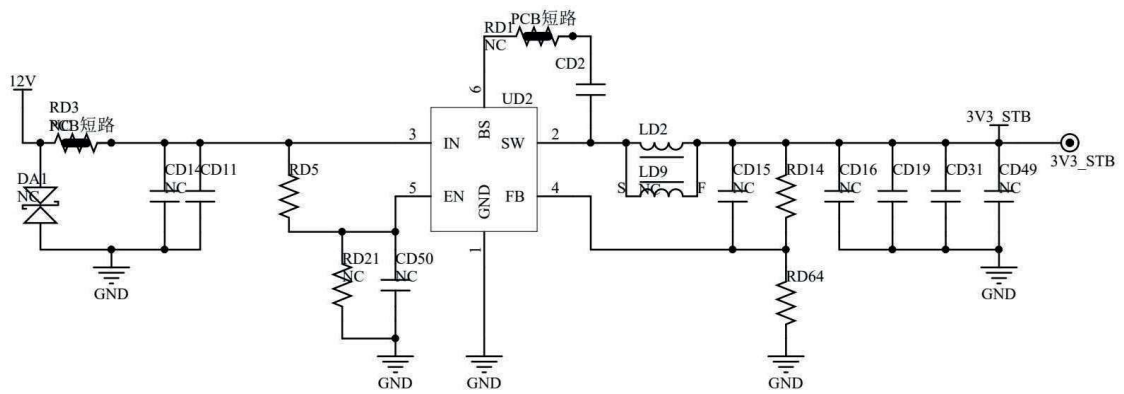 PCB短路
RD1
NC
CD2
12V
6
UD2
RD3
NC
PCB短路
3
IN
BS
SW
2
LD2
3V3_STB
3V3_STB
DA1
NC
CD14
NC
CD11
RD5
5
EN
GND
FB
4
S
LD9
NC
F
CD15
NC
RD14
CD16
NC
CD19
CD31
CD49
NC
1
RD21
NC
CD50
NC
RD64
GND
GND
GND
GND
GND